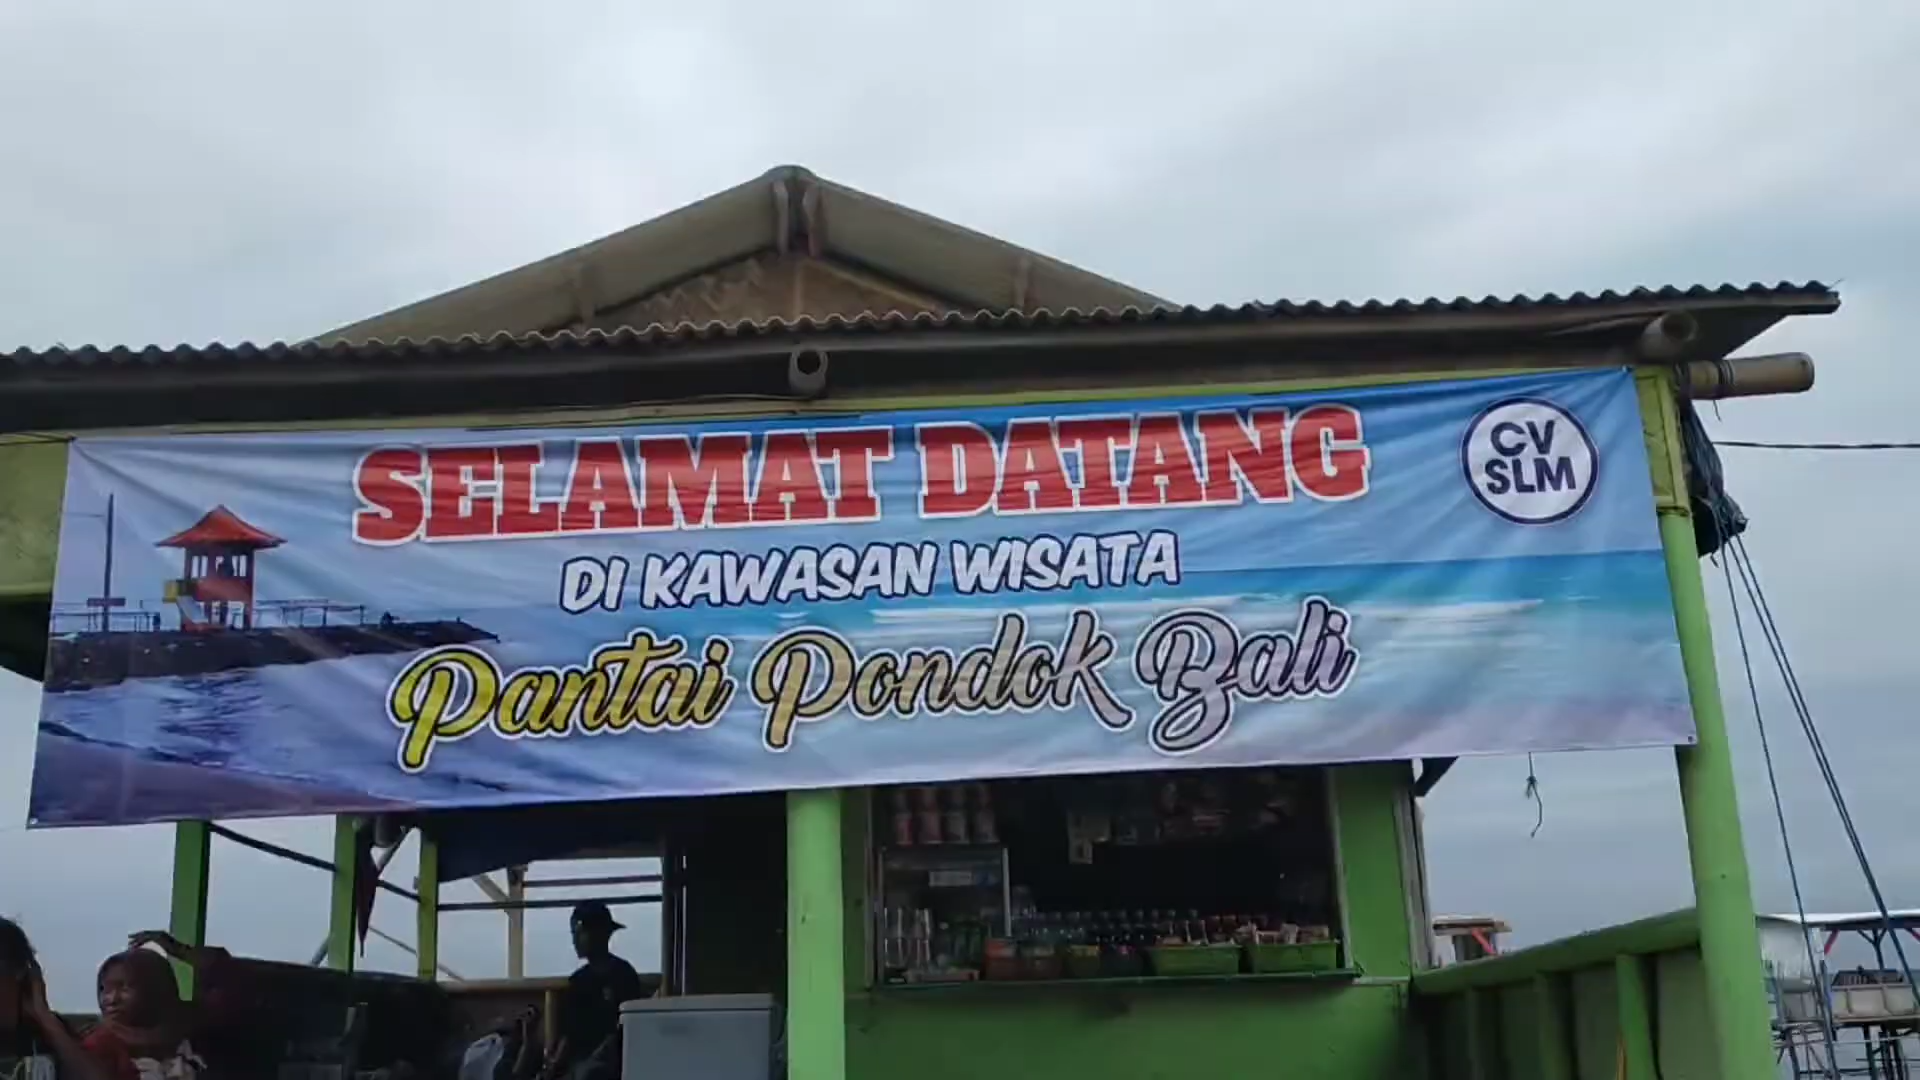 SELAMAT DATANG
CV
SLM
DI KAWASAN WISATA
Pantai Pondok Bali